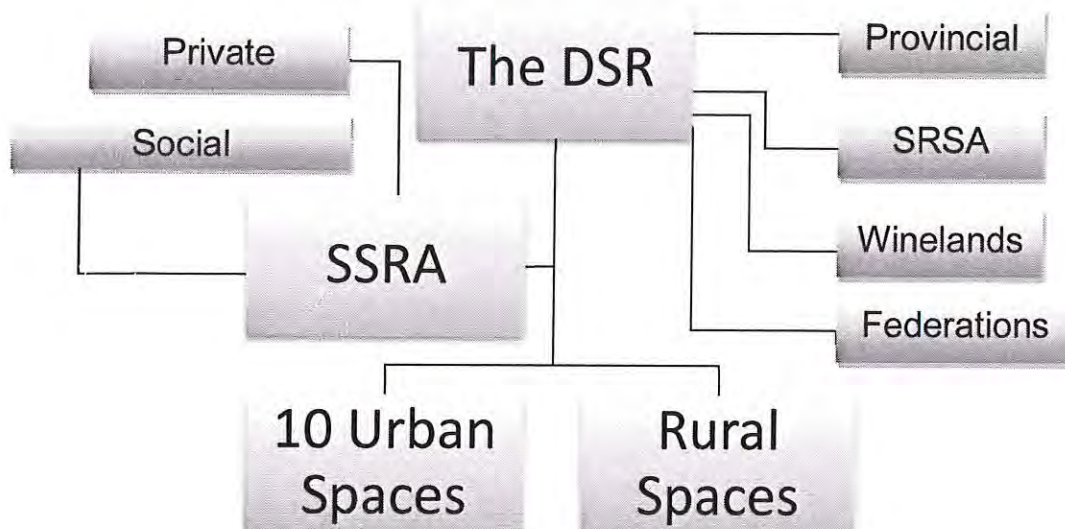 Private
Social
The DSR
Provincial
SRSA
Winelands
Federations
SSRA
10 Urban
Spaces
Rural
Spaces